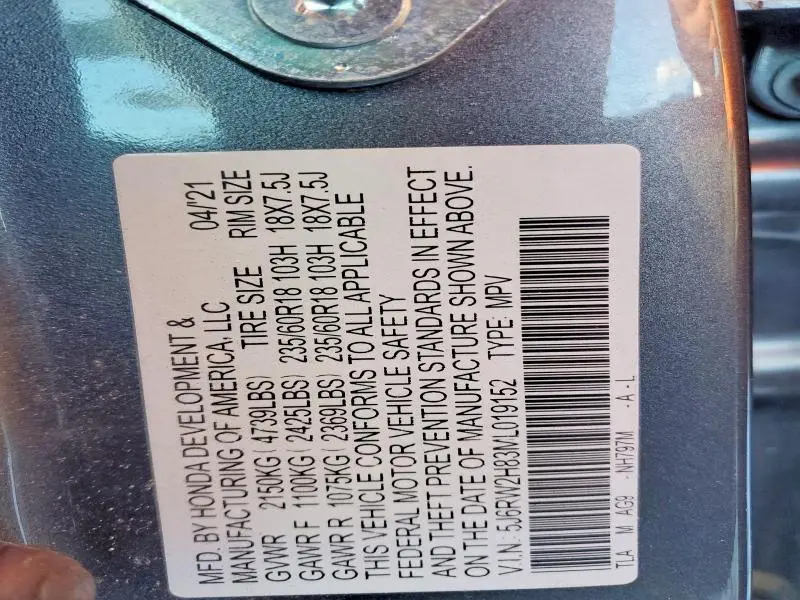 MFD. BY HONDA DEVELOPMENT & 04/21
MANUFACTURING OF AMERICA, LLC
TIRE SIZE RIM SIZE
GVWR 2150KG ( 4739LBS)
GAWR F 1100KG ( 2425LBS) 235/60R18 103H 18X7.5J
GAWR R 1075KG ( 2369LBS) 235/60R18 103H 18X7.5J
THIS VEHICLE CONFORMS TO ALL APPLICABLE
FEDERAL MOTOR VEHICLE SAFETY
AND THEFT PREVENTION STANDARDS IN EFFECT
ON THE DATE OF MANUFACTURE SHOWN ABOVE.
V.I.N.: 5J6RW2H83ML019152 TYPE: MPV
TLA M AG9 -NH797M -A -L